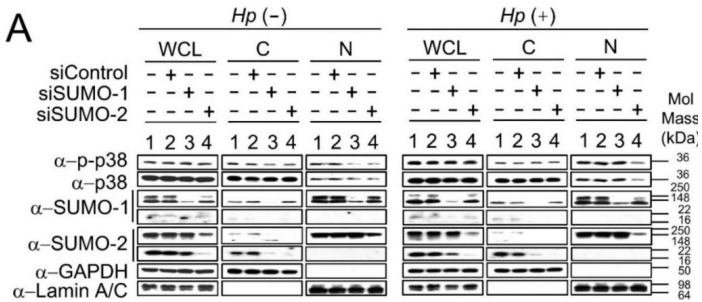 A
Hp (−) Hp (+)
WCL C N WCL C N
siControl − + − − − + − − − + − − − + − − − + − − − + − −
siSUMO-1 − − + − − − + − − − + − − − + − − − + − − − + −
siSUMO-2 − − − + − − − + − − − + − − − + − − − + − − − +
Mol
Mass
(kDa)
1 2 3 4 1 2 3 4 1 2 3 4 1 2 3 4 1 2 3 4 1 2 3 4
α-p-p38 36
α-p38 36
250
α-SUMO-1 148
22
16
α-SUMO-2 250
148
22
16
α-GAPDH 50
α-Lamin A/C 98
64